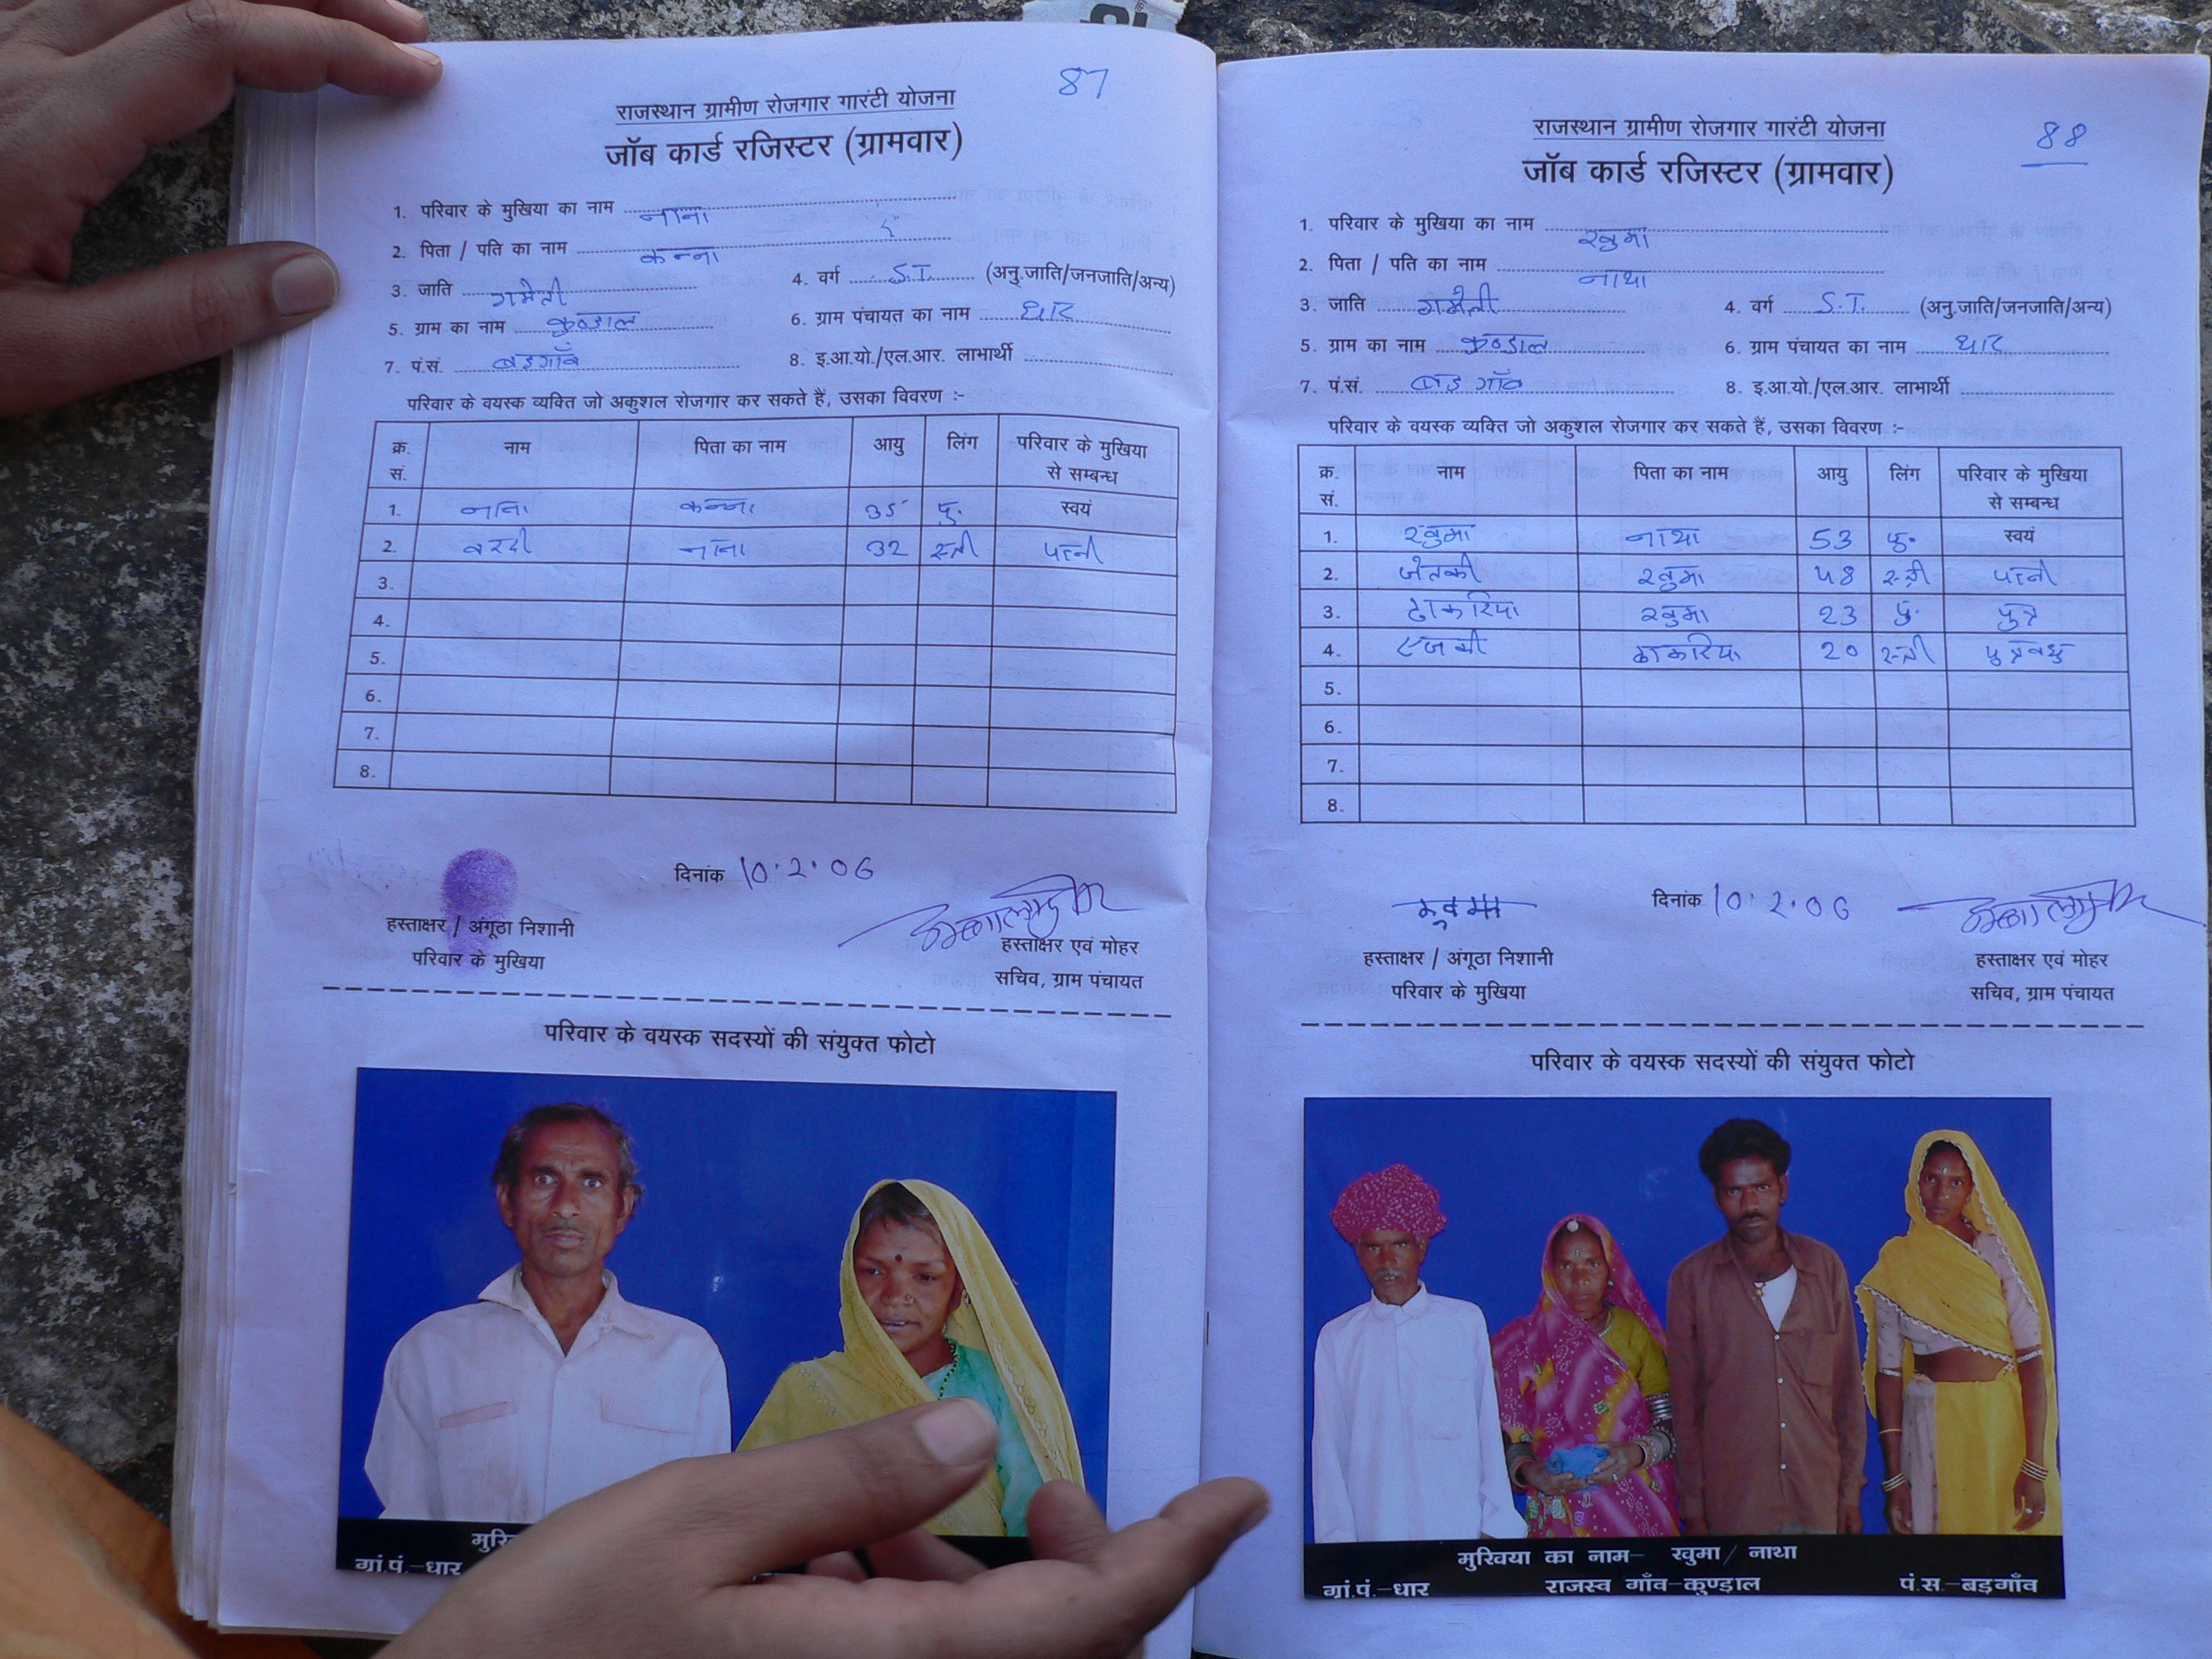 87
राजस्थान ग्रामीण रोजगार गारंटी योजना
जॉब कार्ड रजिस्टर (ग्रामवार)
1. परिवार के मुखिया का नाम नाना
2. पिता / पति का नाम कन्ना
3. जाति गमेती 4. वर्ग S.T. (अनु.जाति/जनजाति/अन्य)
5. ग्राम का नाम कुण्डाल 6. ग्राम पंचायत का नाम धार
7. पं.सं. बड़गाँव 8. इ.आ.यो./एल.आर. लाभार्थी
परिवार के वयस्क व्यक्ति जो अकुशल रोजगार कर सकते हैं, उसका विवरण :-
क्र. सं. नाम पिता का नाम आयु लिंग परिवार के मुखिया से सम्बन्ध
1. नाना कन्ना 35 पु. स्वयं
2. वरदी नाना 32 स्त्री पत्नी
3.
4.
5.
6.
7.
8.
दिनांक 10.2.06
हस्ताक्षर / अंगूठा निशानी
परिवार के मुखिया
हस्ताक्षर एवं मोहर
सचिव, ग्राम पंचायत
परिवार के वयस्क सदस्यों की संयुक्त फोटो
गां.पं.-धार
88
राजस्थान ग्रामीण रोजगार गारंटी योजना
जॉब कार्ड रजिस्टर (ग्रामवार)
1. परिवार के मुखिया का नाम खुमा
2. पिता / पति का नाम नाथा
3. जाति गमेती 4. वर्ग S.T. (अनु.जाति/जनजाति/अन्य)
5. ग्राम का नाम कुण्डाल 6. ग्राम पंचायत का नाम धार
7. पं.सं. बड़गाँव 8. इ.आ.यो./एल.आर. लाभार्थी
परिवार के वयस्क व्यक्ति जो अकुशल रोजगार कर सकते हैं, उसका विवरण :-
क्र. सं. नाम पिता का नाम आयु लिंग परिवार के मुखिया से सम्बन्ध
1. खुमा नाथा 53 पु. स्वयं
2. खुमा 48 स्त्री पत्नी
3. खुमा 23 पु. पुत्र
4. 20 स्त्री पुत्रवधु
5.
6.
7.
8.
दिनांक 10.2.06
हस्ताक्षर / अंगूठा निशानी
परिवार के मुखिया
हस्ताक्षर एवं मोहर
सचिव, ग्राम पंचायत
परिवार के वयस्क सदस्यों की संयुक्त फोटो
मुखिया का नाम- खुमा / नाथा
गां.पं.-धार राजस्व गाँव-कुण्डाल पं.स.-बड़गाँव